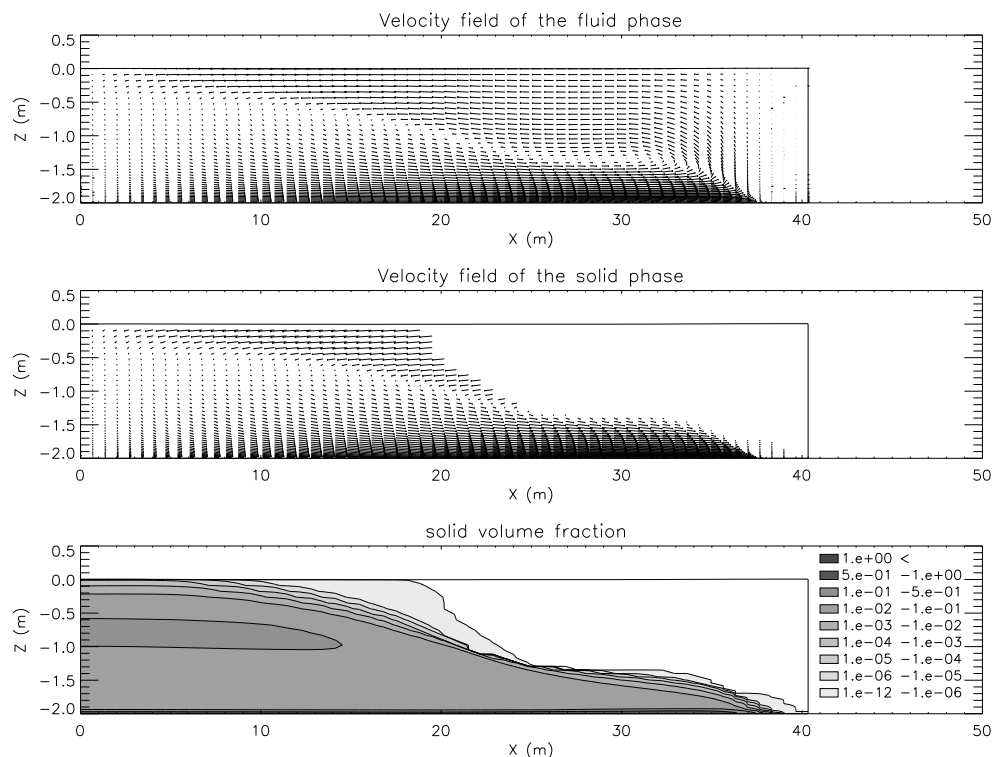 Velocity field of the fluid phase
0.5
0.0
−0.5
−1.0
−1.5
−2.0
Z (m)
0 10 20 30 40 50
X (m)
Velocity field of the solid phase
0.5
0.0
−0.5
−1.0
−1.5
−2.0
Z (m)
0 10 20 30 40 50
X (m)
solid volume fraction
0.5
0.0
−0.5
−1.0
−1.5
−2.0
Z (m)
0 10 20 30 40 50
X (m)
1.e+00 <
5.e−01 −1.e+00
1.e−01 −5.e−01
1.e−02 −1.e−01
1.e−03 −1.e−02
1.e−04 −1.e−03
1.e−05 −1.e−04
1.e−06 −1.e−05
1.e−12 −1.e−06